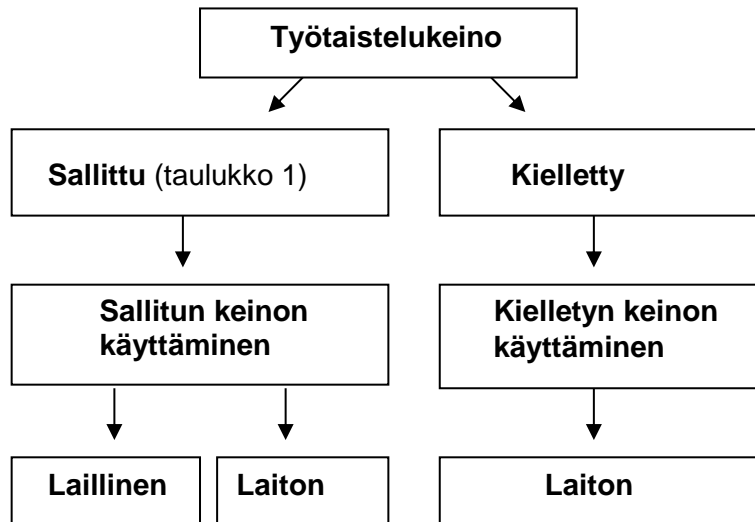 Työtaistelukeino
Sallittu (taulukko 1)
Kielletty
Sallitun keinon
käyttäminen
Kielletyn keinon
käyttäminen
Laillinen
Laiton
Laiton